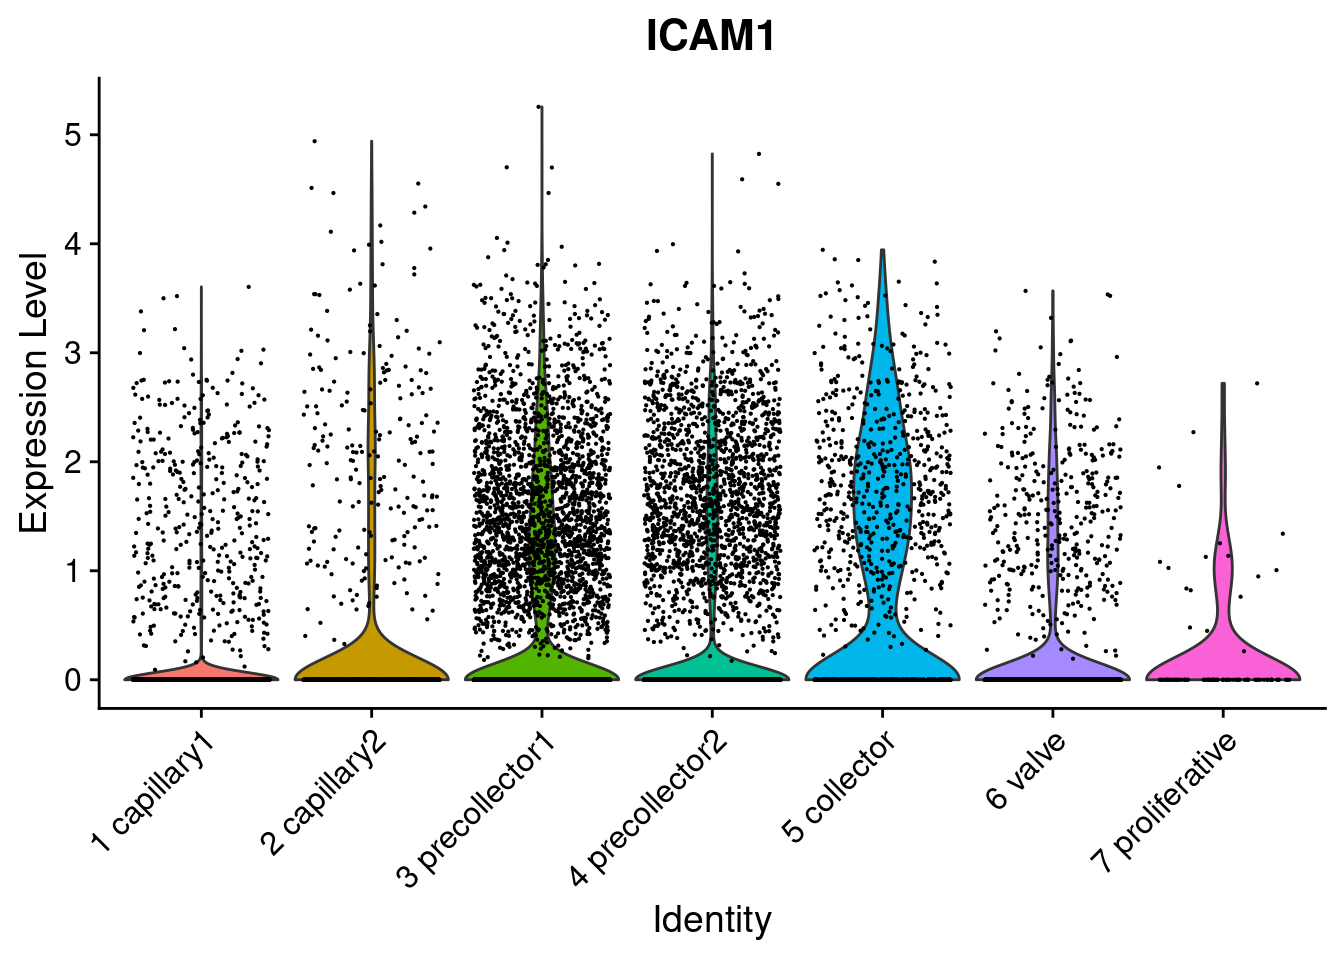 ICAM1
Expression Level
5
4
3
2
1
0
1 capillary1
2 capillary2
3 precollector1
4 precollector2
5 collector
6 valve
7 proliferative
Identity